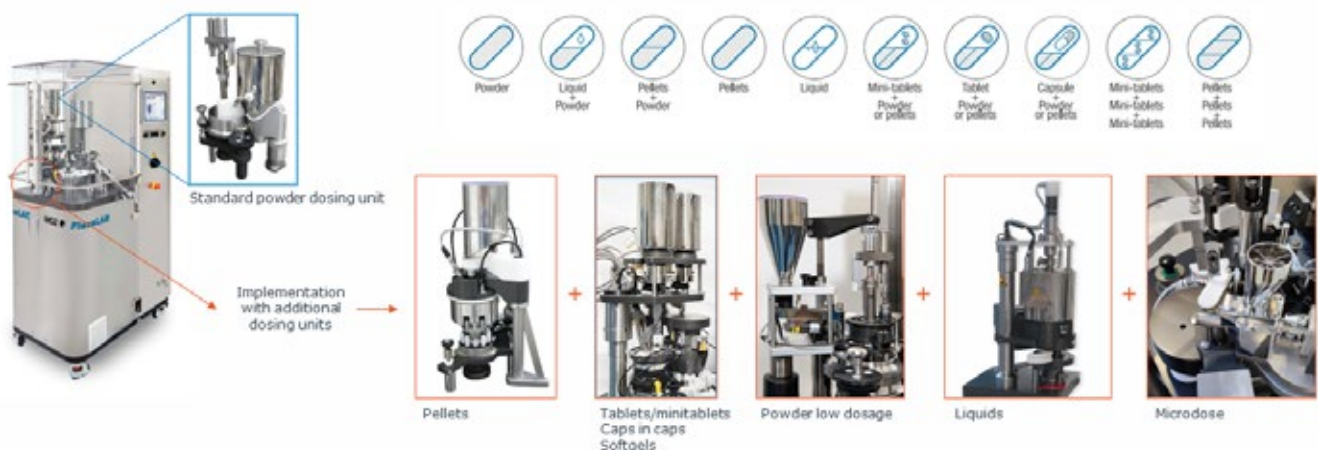 Powder
Liquid
+
Powder
Pellets
+
Powder
Pellets
Liquid
Mini-tablets
+
Powder
or pellets
Tablet
+
Powder
or pellets
Capsule
+
Powder
or pellets
Mini-tablets
+
Mini-tablets
+
Mini-tablets
Pellets
+
Pellets
+
Pellets
Standard powder dosing unit
Implementation
with additional
dosing units
+
+
+
+
Pellets
Tablets/minitablets
Caps in caps
Softgels
Powder low dosage
Liquids
Microdose